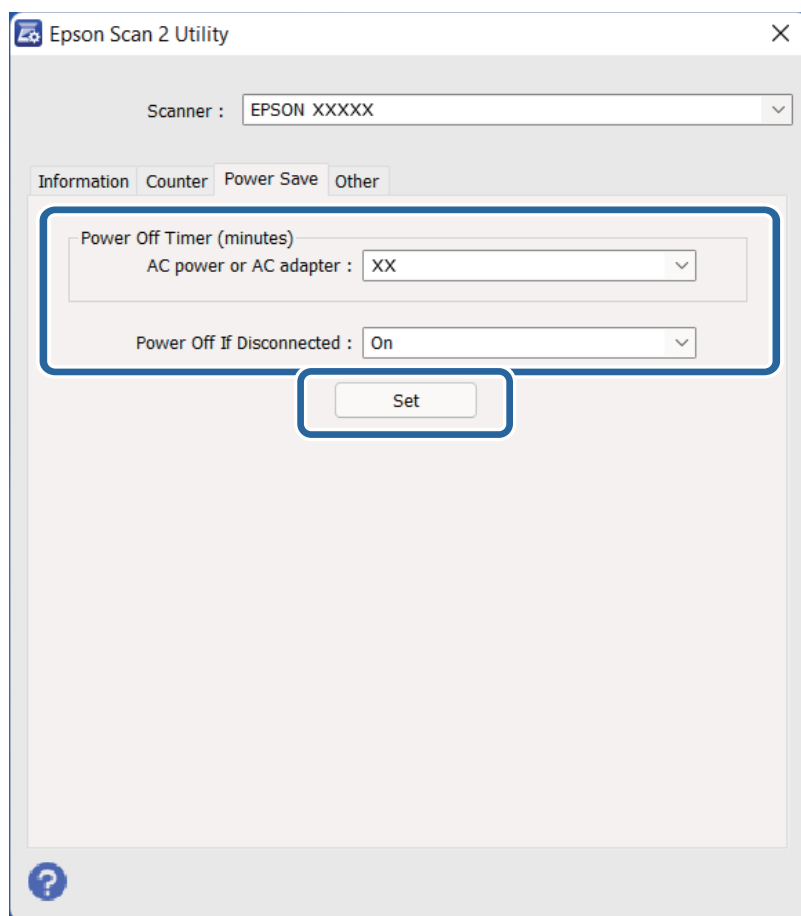 Epson Scan 2 Utility
Scanner : EPSON XXXXX
Information Counter Power Save Other
Power Off Timer (minutes)
AC power or AC adapter : XX
Power Off If Disconnected : On
Set
?